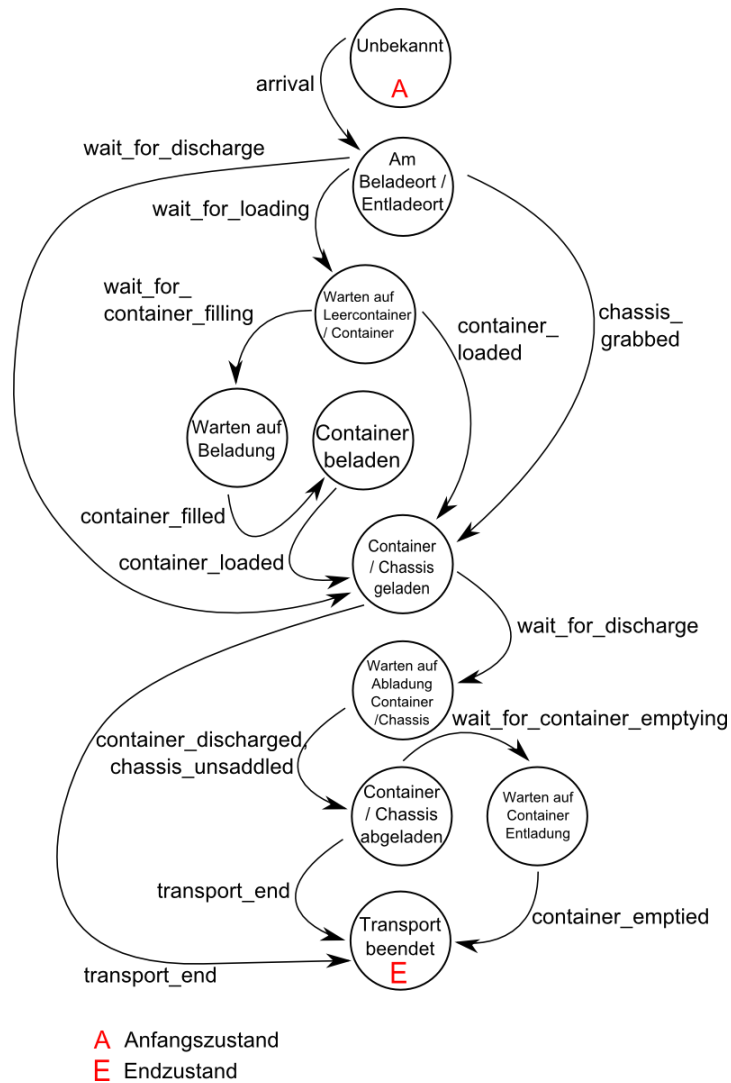 Unbekannt
A
arrival
wait_for_discharge
Am
Beladeort /
Entladeort
wait_for_loading
wait_for_
container_filling
Warten auf
Leercontainer
/ Container
container_
loaded
chassis_
grabbed
Warten auf
Beladung
Container
beladen
container_filled
container_loaded
Container
/ Chassis
geladen
wait_for_discharge
Warten auf
Abladung
Container
/Chassis
wait_for_container_emptying
container_discharged,
chassis_unsaddled
Container
/ Chassis
abgeladen
Warten auf
Container
Entladung
transport_end
container_emptied
Transport
beendet
E
transport_end
A Anfangszustand
E Endzustand